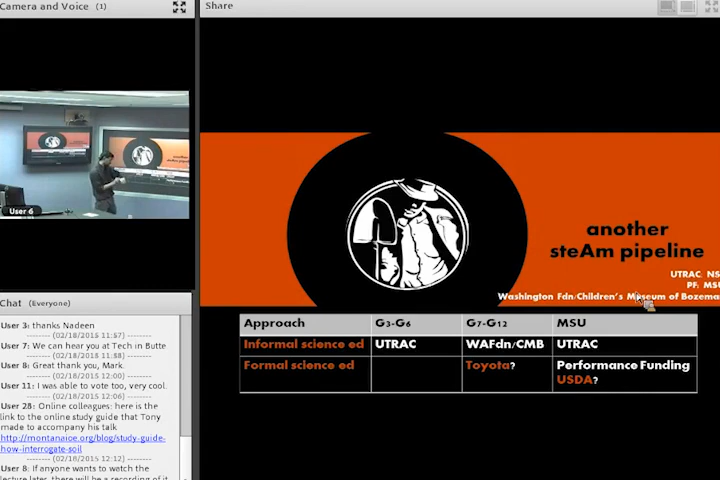 Camera and Voice (1)
User 6
Chat (Everyone)
User 3: thanks Nadeen
-------- (02/18/2015 11:57) --------
User 7: We can hear you at Tech in Butte
-------- (02/18/2015 11:58) --------
User 8: Great thank you, Mark.
-------- (02/18/2015 12:00) --------
User 11: I was able to vote too, very cool.
-------- (02/18/2015 12:06) --------
User 28: Online colleagues: here is the
link to the online study guide that Tony
made to accompany his talk
http://montanaioe.org/blog/study-guide-
how-interrogate-soil
-------- (02/18/2015 12:12) --------
User 8: If anyone wants to watch the
lecture later, there will be a recording of it
Share
another
steAm pipeline
UTRAC, NS
PF: MSU
Washington Fdn/Children's Museum of Bozema
Approach G3-G6 G7-G12 MSU
Informal science ed UTRAC WAFdn/CMB UTRAC
Formal science ed Toyota? Performance Funding
USDA?